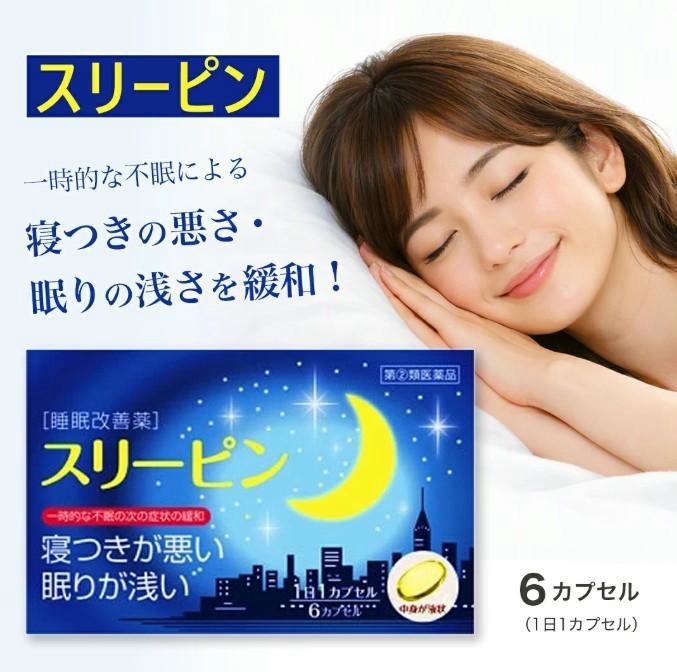 スリーピン
一時的な不眠による
寝つきの悪さ・
眠りの浅さを緩和！
第②類医薬品
［睡眠改善薬］
スリーピン
一時的な不眠の次の症状の緩和
寝つきが悪い
眠りが浅い
1日1カプセル
6カプセル
中身が液状
6カプセル
（1日1カプセル）